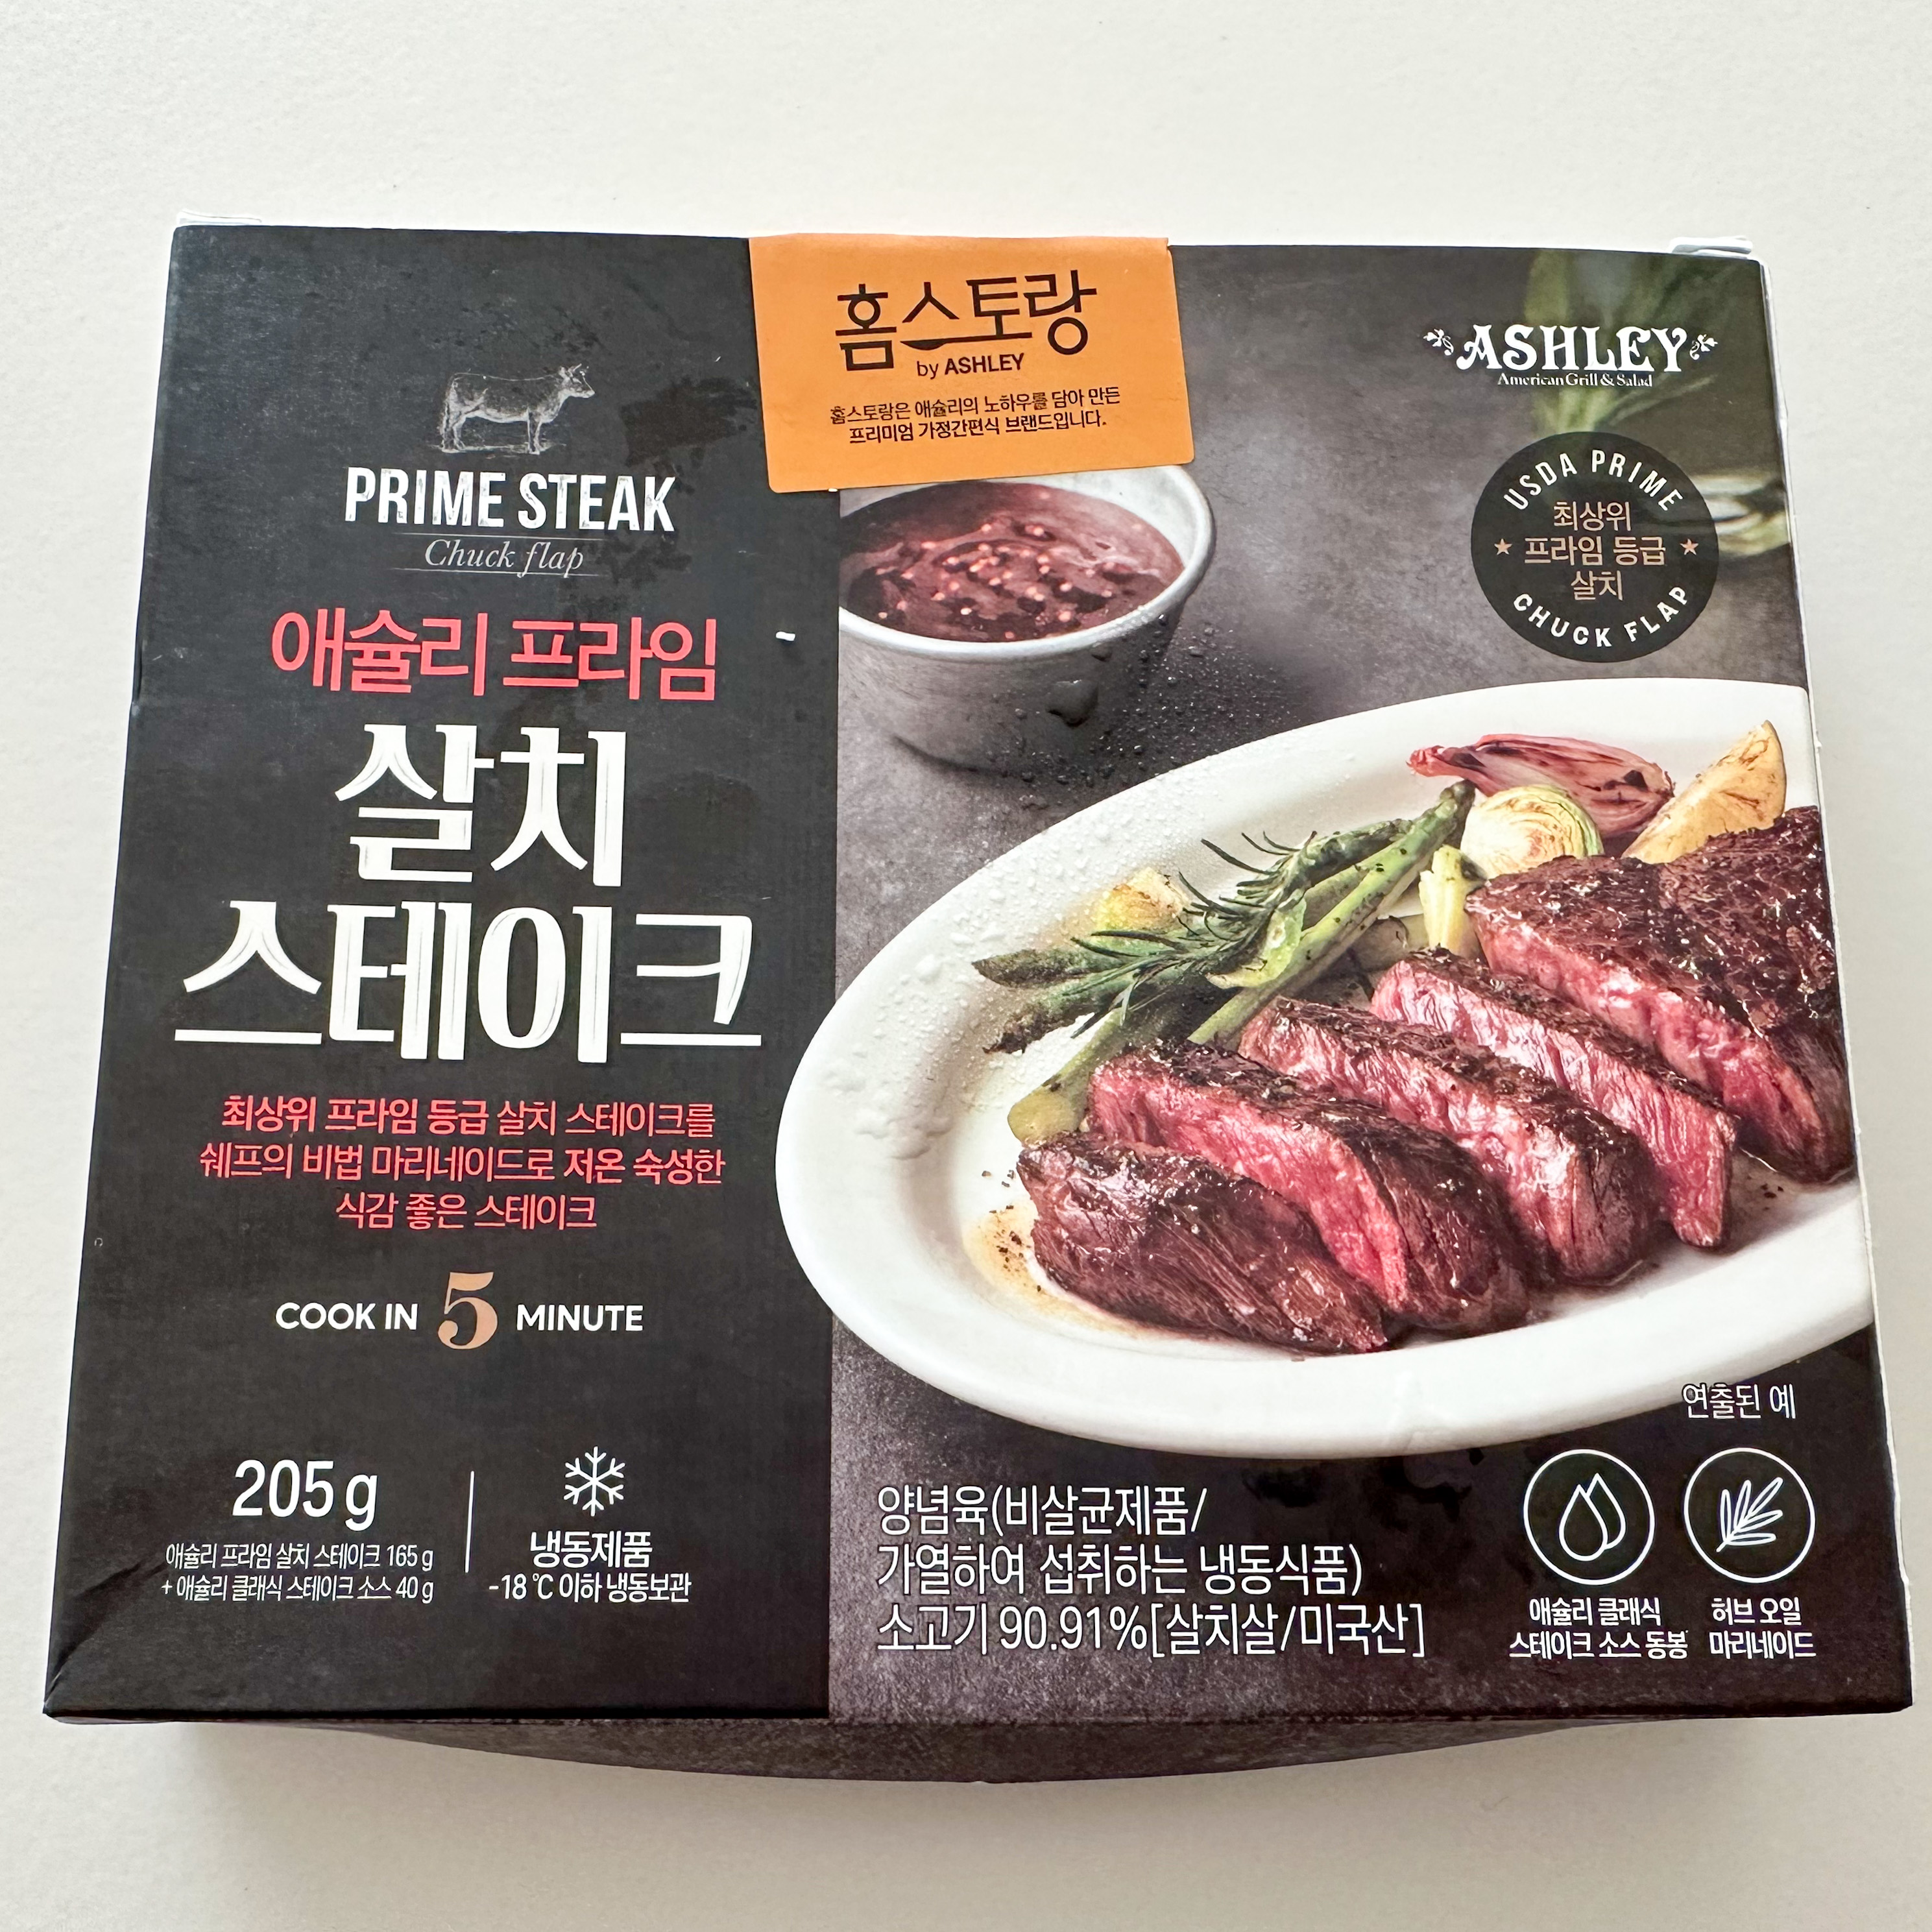 홈스토랑
by ASHLEY
홈스토랑은 애슐리의 노하우를 담아 만든
프리미엄 가정간편식 브랜드입니다.
ASHLEY
American Grill & Salad
USDA PRIME
최상위
프라임 등급
살치
CHUCK FLAP
PRIME STEAK
Chuck flap
애슐리 프라임
살치
스테이크
최상위 프라임 등급 살치 스테이크를
쉐프의 비법 마리네이드로 저온 숙성한
식감 좋은 스테이크
COOK IN 5 MINUTE
205g
애슐리 프라임 살치 스테이크 165 g
+ 애슐리 클래식 스테이크 소스 40 g
냉동제품
-18 ℃ 이하 냉동보관
연출된 예
양념육(비살균제품/
가열하여 섭취하는 냉동식품)
소고기 90.91%[살치살/미국산]
애슐리 클래식
스테이크 소스 동봉
허브 오일
마리네이드